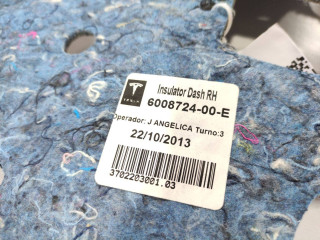 Insulator Dash RH
TESLA
6008724-00-E
Operador: J ANGELICA Turno:3
22/10/2013
3702203001.03